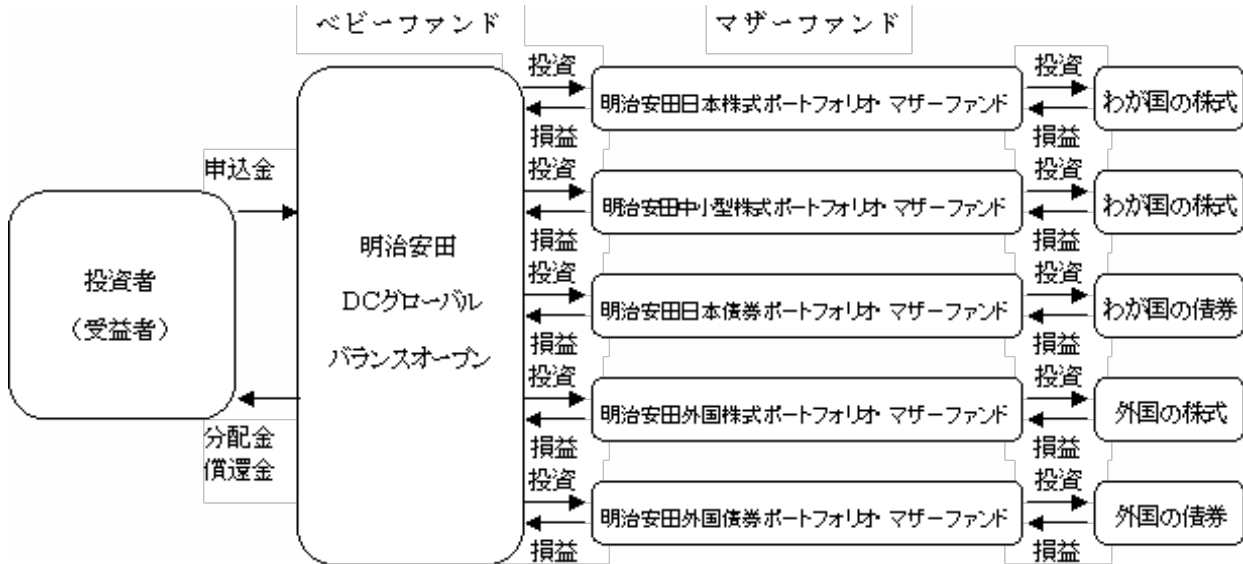 ベビーファンド
マザーファンド
投資
投資
明治安田日本株式ポートフォリオ・マザーファンド
わが国の株式
損益
損益
申込金
投資
投資
明治安田中小型株式ポートフォリオ・マザーファンド
わが国の株式
損益
損益
投資者
(受益者)
明治安田
DCグローバル
バランスオープン
投資
投資
明治安田日本債券ポートフォリオ・マザーファンド
わが国の債券
損益
損益
投資
投資
明治安田外国株式ポートフォリオ・マザーファンド
外国の株式
分配金
償還金
損益
損益
投資
投資
明治安田外国債券ポートフォリオ・マザーファンド
外国の債券
損益
損益